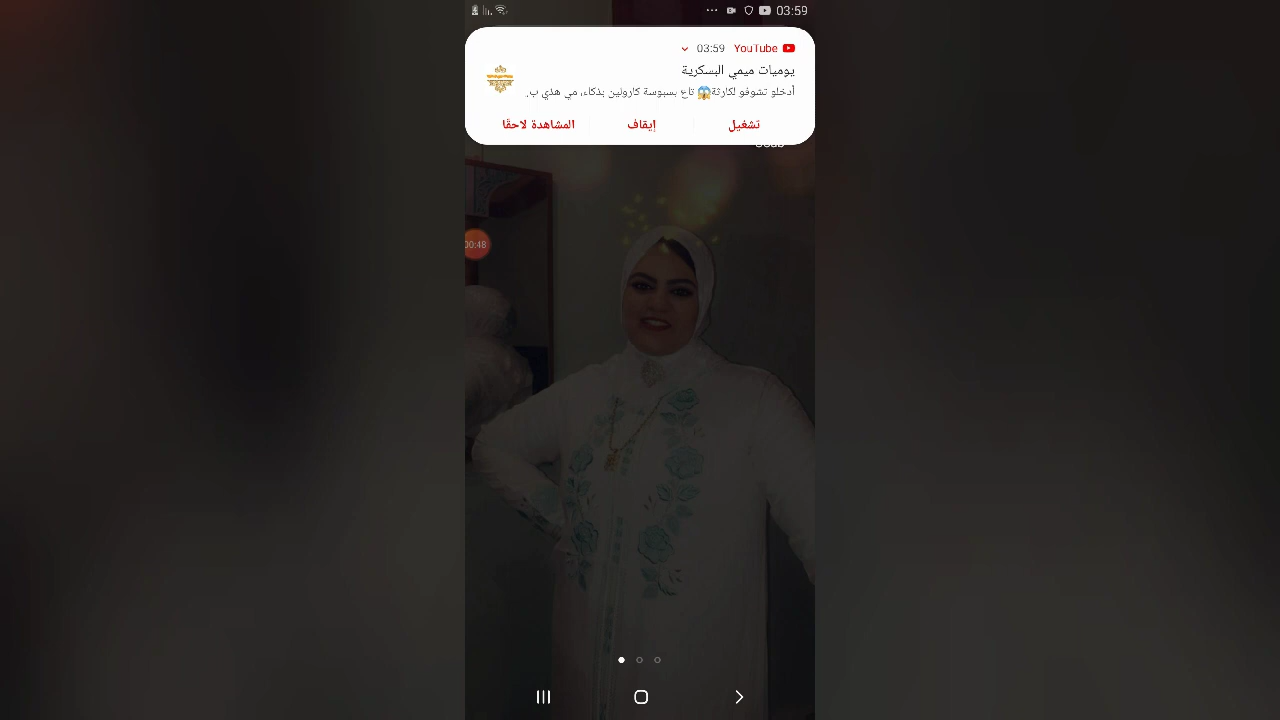 03:59
YouTube 03:59
يوميات ميمي البسكرية
أدخلو تشوفو لكارثة😱 تاع بسبوسة كارولين بذكاء، مي هذي ب.
تشغيل إيقاف المشاهدة لاحقًا
00:48